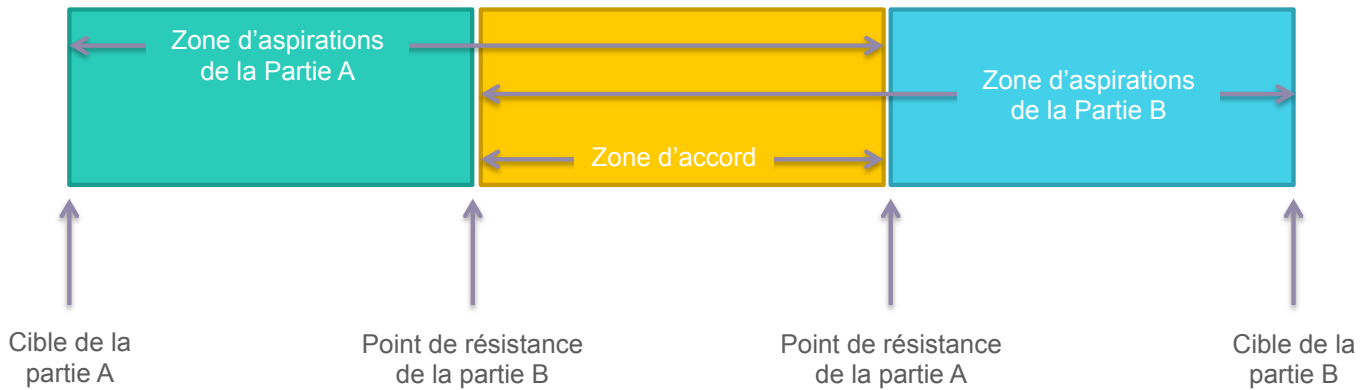 Zone d’aspirations
de la Partie A
Zone d’aspirations
de la Partie B
Zone d’accord
Cible de la
partie A
Point de résistance
de la partie B
Point de résistance
de la partie A
Cible de la
partie B